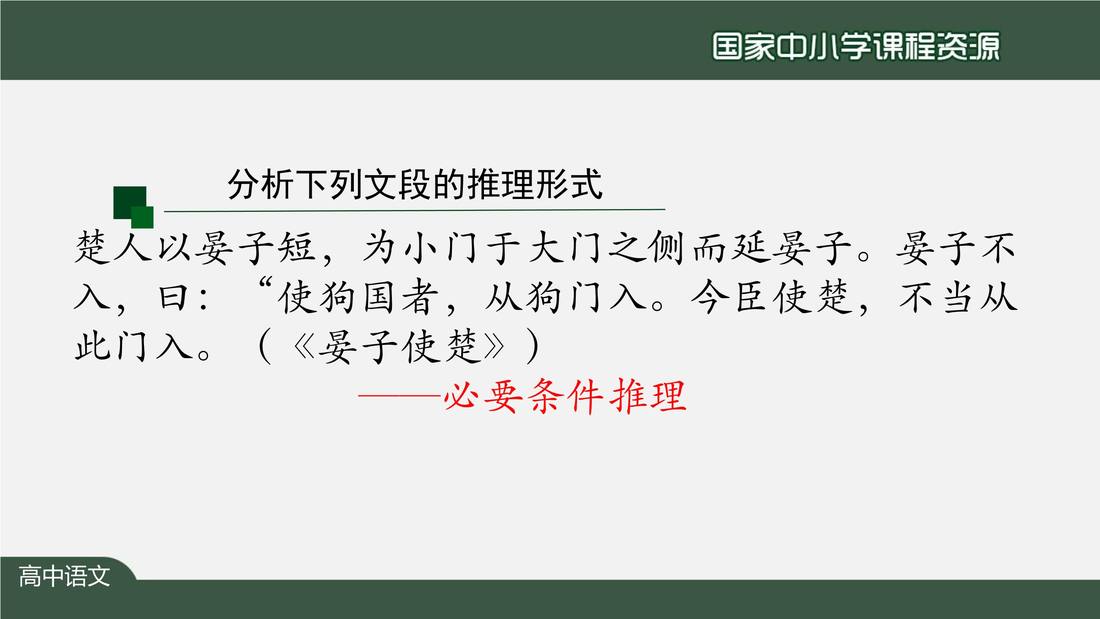 国家中小学课程资源
分析下列文段的推理形式
楚人以晏子短，为小门于大门之侧而延晏子。晏子不
入，曰：“使狗国者，从狗门入。今臣使楚，不当从
此门入。（《晏子使楚》）
——必要条件推理
高中语文